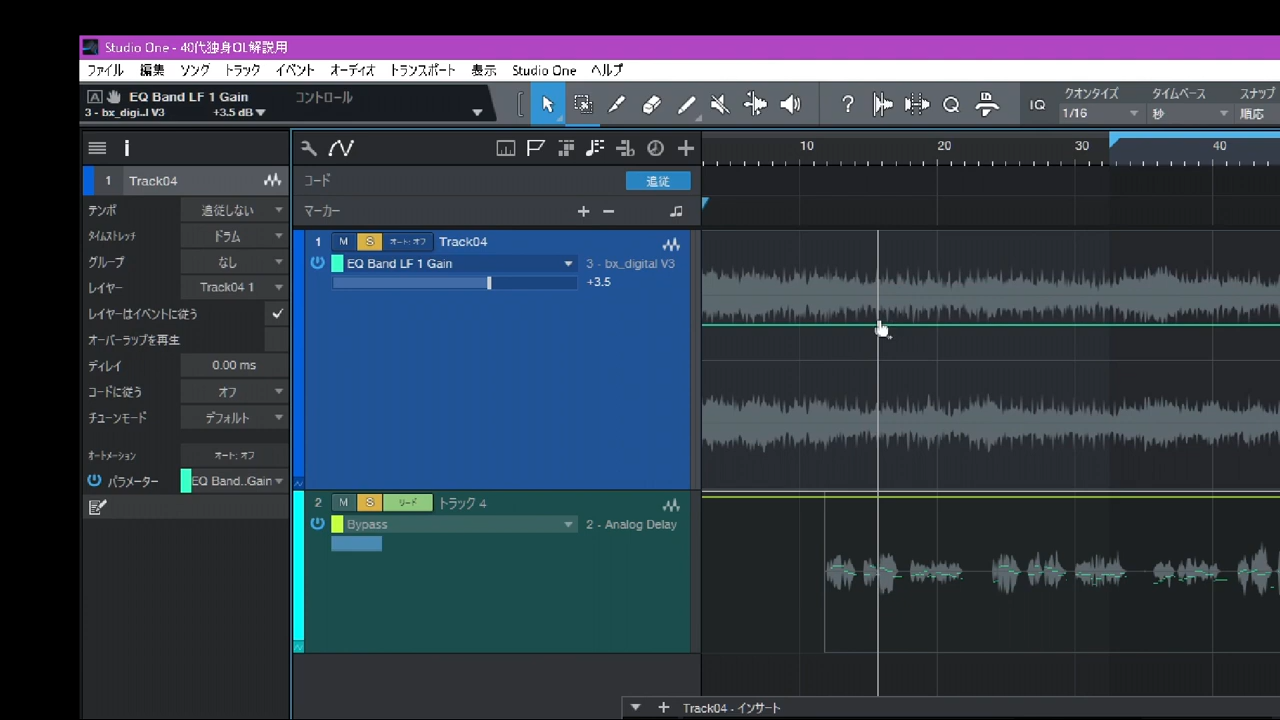 Studio One - 40代独身OL解説用
ファイル 編集 ソング トラック イベント オーディオ トランスポート 表示 Studio One ヘルプ
A EQ Band LF 1 Gain コントロール
3 - bx_digi...l V3 +3.5 dB
? IQ クオンタイズ タイムベース スナップ
1/16 秒 順応
i
10 20 30 40
1 Track04
コード 追従
テンポ 追従しない
マーカー
タイムストレッチ ドラム
グループ なし
レイヤー Track04 1
レイヤーはイベントに従う
オーバーラップを再生
ディレイ 0.00 ms
コードに従う オフ
チューンモード デフォルト
オートメーション オート: オフ
パラメーター EQ Band..Gain
1 M S オート: オフ Track04
EQ Band LF 1 Gain 3 - bx_digital V3
+3.5
2 M S リード トラック 4
Bypass 2 - Analog Delay
Track04 - インサート